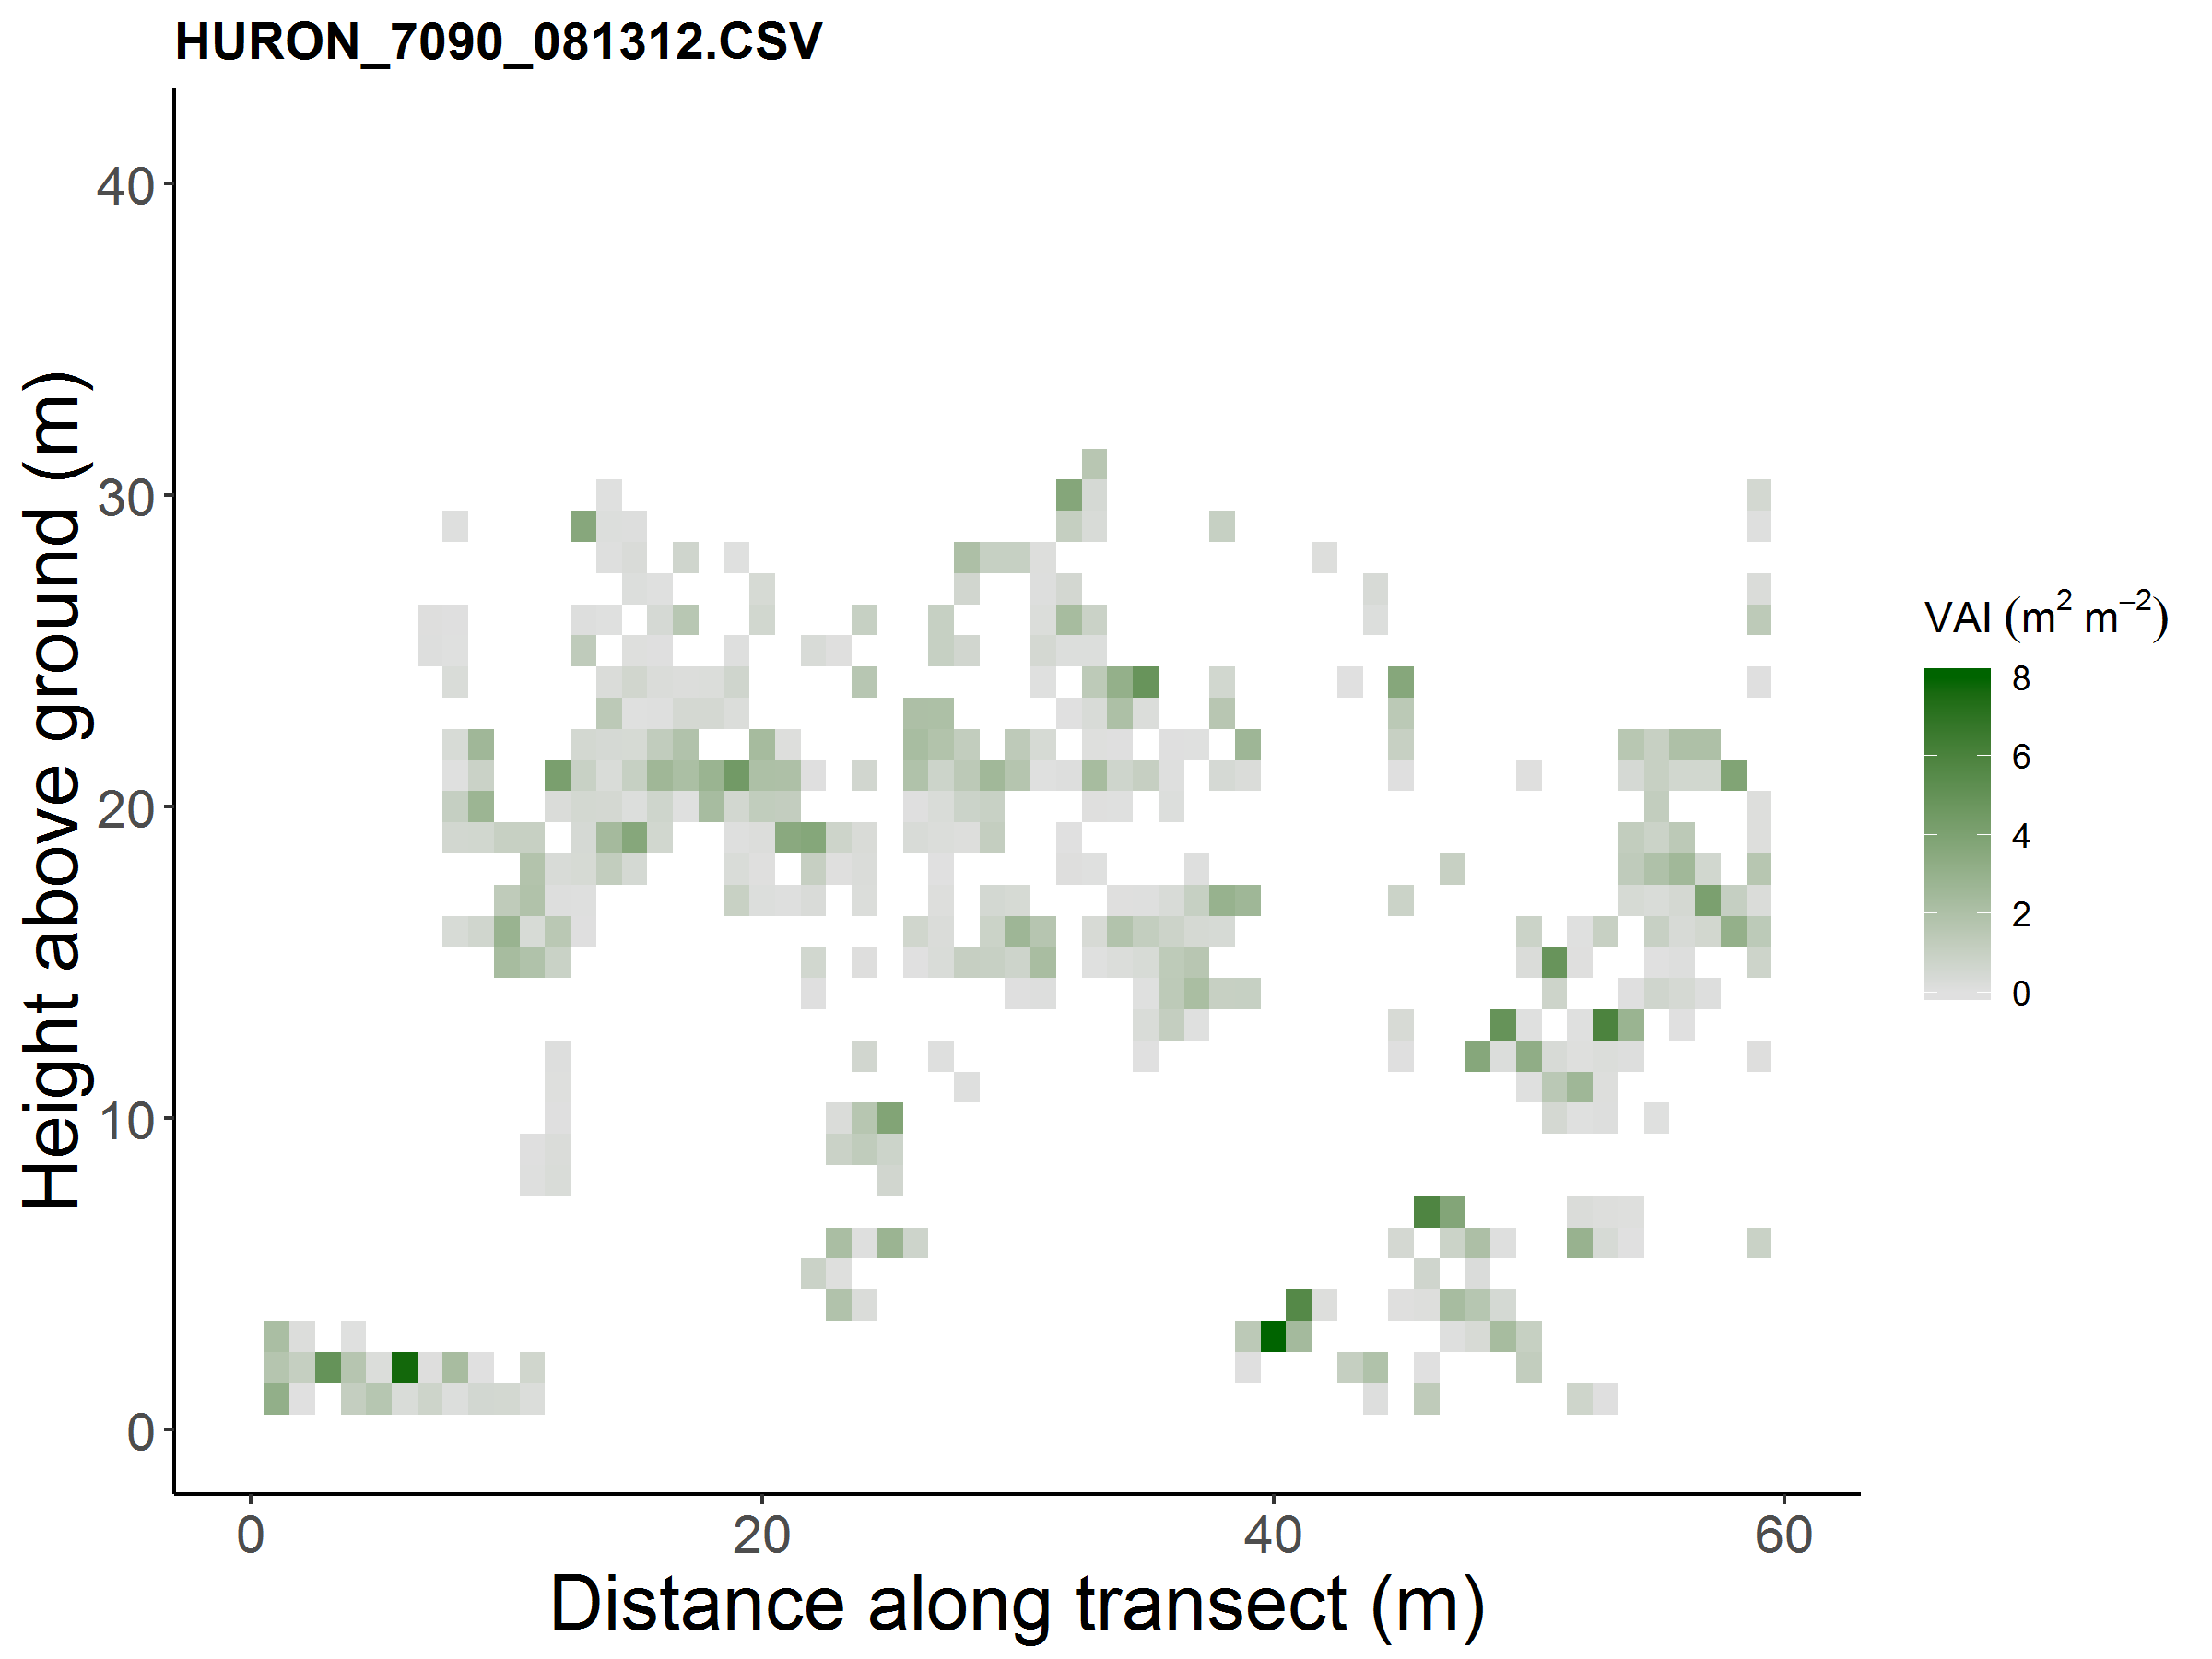 HURON_7090_081312.CSV
Height above ground (m)
40
30
20
10
0
0 20 40 60
Distance along transect (m)
VAI (m² m⁻²)
8
6
4
2
0